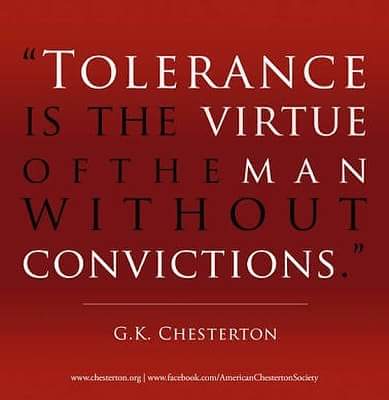 “TOLERANCE
IS THE VIRTUE
OF THE MAN
WITHOUT
CONVICTIONS.”
G.K. CHESTERTON
www.chesterton.org | www.facebook.com/AmericanChestertonSociety